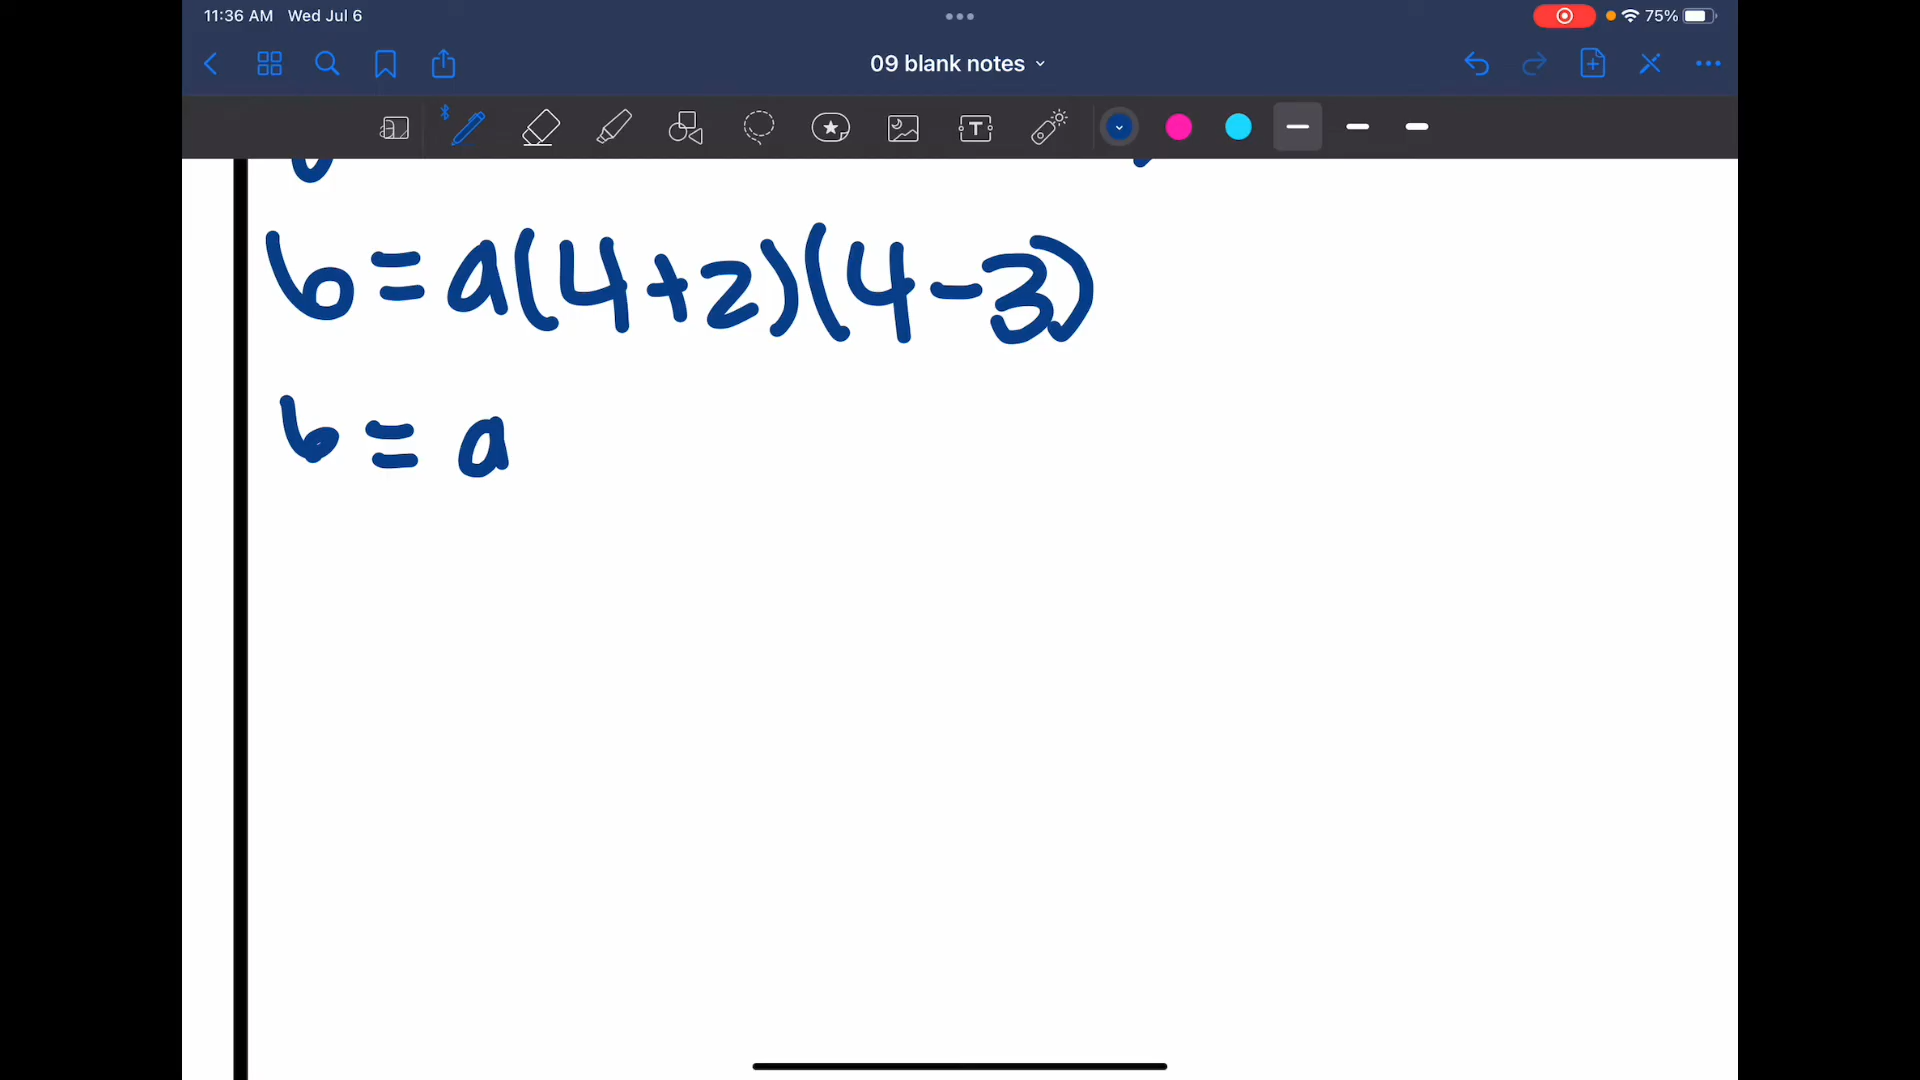 11:36 AM Wed Jul 6
75%
09 blank notes
T
6=a(4+2)(4-3)
6 = a